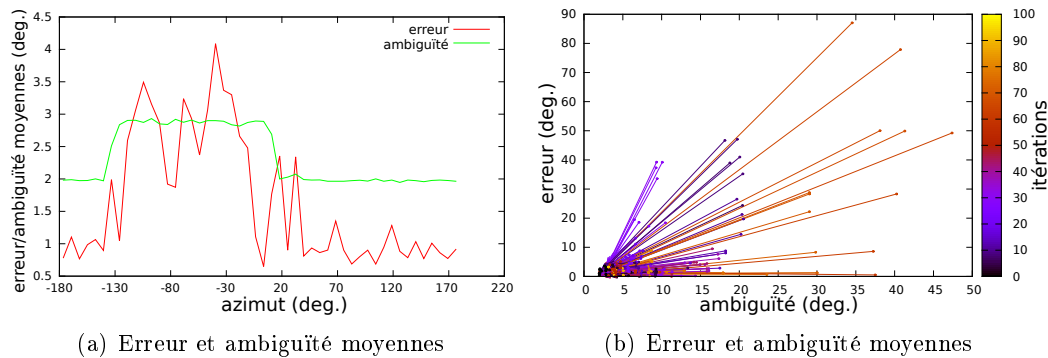 4.5
4
3.5
3
2.5
2
1.5
1
0.5
erreur/ambiguïté moyennes (deg.)
erreur
ambiguïté
-180 -130 -80 -30 20 70 120 170 220
azimut (deg.)
(a) Erreur et ambiguïté moyennes
90
80
70
60
50
40
30
20
10
0
erreur (deg.)
0 5 10 15 20 25 30 35 40 45 50
ambiguïté (deg.)
100
90
80
70
60
50
40
30
20
10
0
itérations
(b) Erreur et ambiguïté moyennes